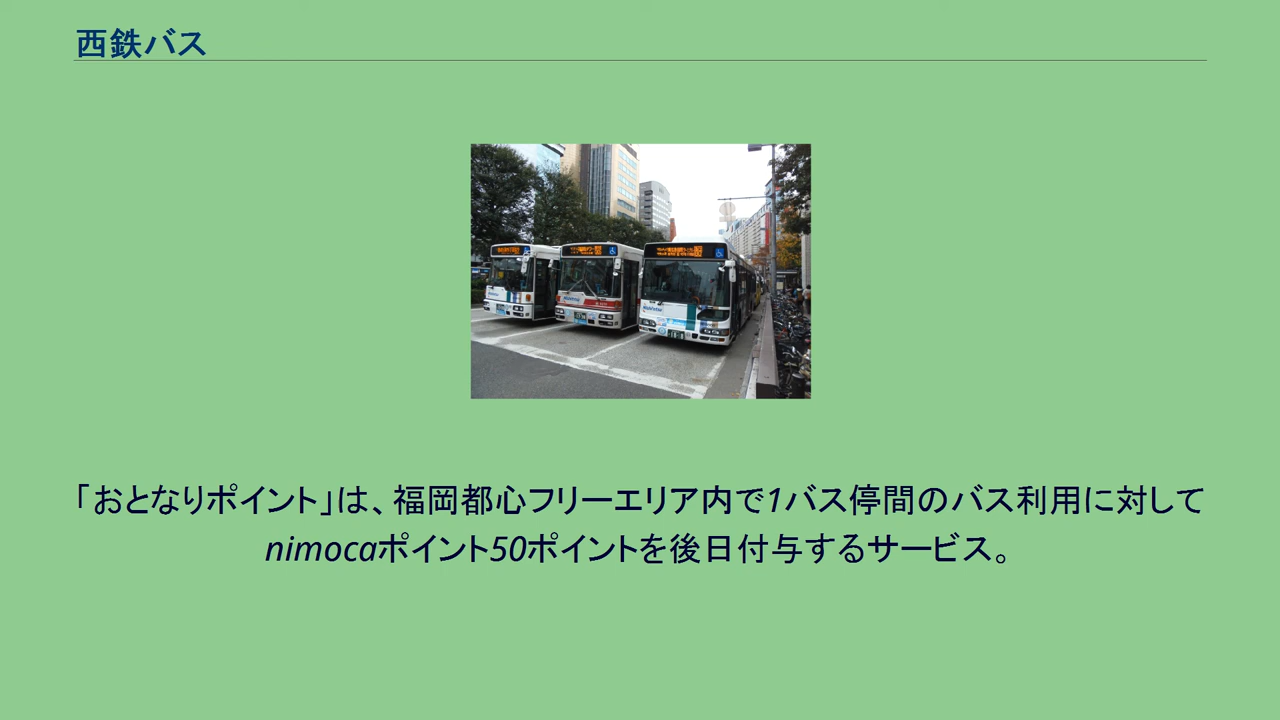 西鉄バス
「おとなりポイント」は、福岡都心フリーエリア内で1バス停間のバス利用に対して
nimocaポイント50ポイントを後日付与するサービス。